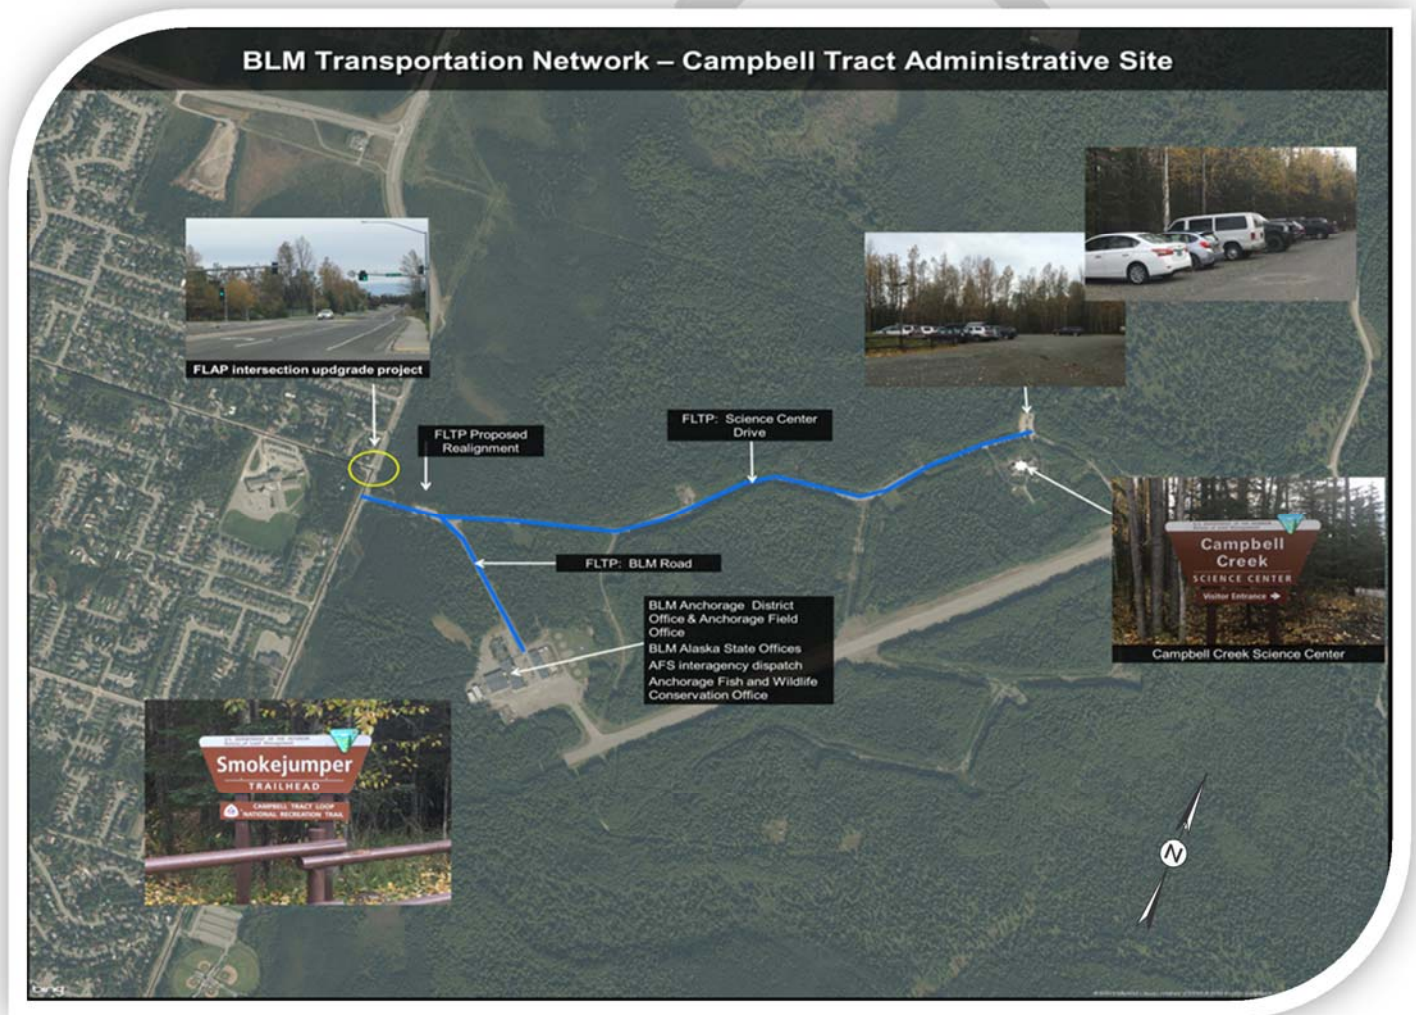 BLM Transportation Network – Campbell Tract Administrative Site
FLAP intersection updgrade project
FLTP Proposed
Realignment
FLTP: Science Center
Drive
FLTP: BLM Road
BLM Anchorage District
Office & Anchorage Field
Office
BLM Alaska State Offices
AFS interagency dispatch
Anchorage Fish and Wildlife
Conservation Office
Campbell
Creek
SCIENCE CENTER
Visitor Entrance
Campbell Creek Science Center
Smokejumper
TRAILHEAD
CAMPBELL TRACT LOOP
NATIONAL RECREATION TRAIL
N
bing